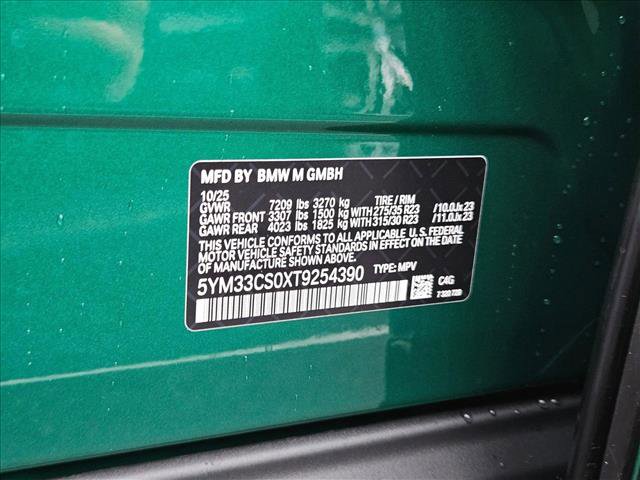 MFD BY BMW M GMBH
10/25
GVWR 7209 lbs 3270 kg TIRE / RIM
GAWR FRONT 3307 lbs 1500 kg WITH 275/35 R23 /10.0Jx23
GAWR REAR 4023 lbs 1825 kg WITH 315/30 R23 /11.0Jx23
THIS VEHICLE CONFORMS TO ALL APPLICABLE U. S. FEDERAL
MOTOR VEHICLE SAFETY STANDARDS IN EFFECT ON THE
DATE OF MANUFACTURE SHOWN ABOVE.
5YM33CS0XT9254390 TYPE: MPV
C4G